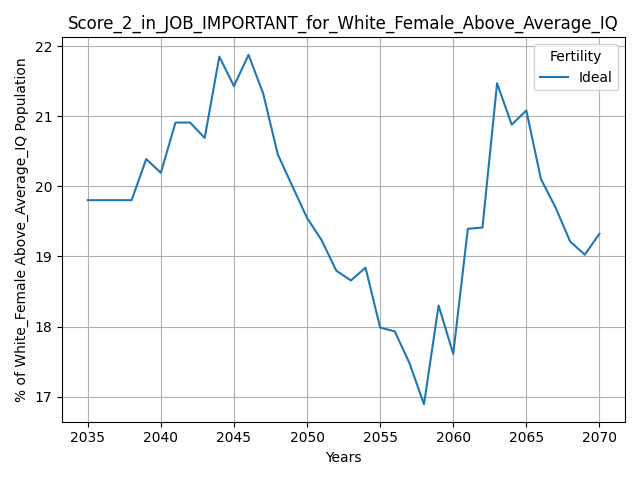 Score_2_in_JOB_IMPORTANT_for_White_Female_Above_Average_IQ
% of White_Female Above_Average_IQ Population
22
21
20
19
18
17
Fertility
Ideal
2035 2040 2045 2050 2055 2060 2065 2070
Years